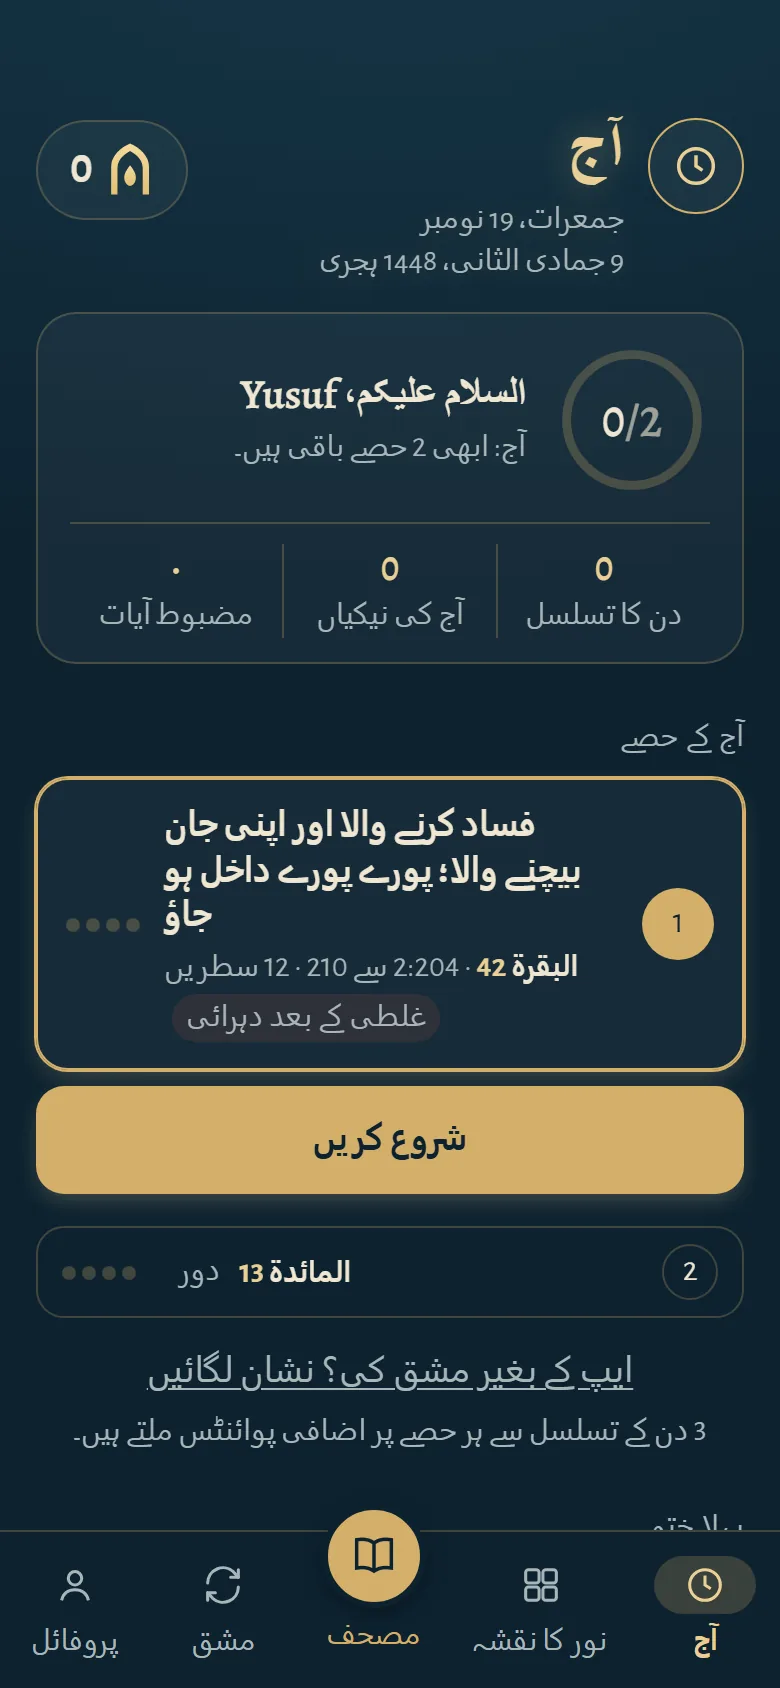 آج
0
جمعرات، 19 نومبر
9 جمادی الثانی، 1448 ہجری
0/2
السلام علیکم، Yusuf
آج: ابھی 2 حصے باقی ہیں۔
0
دن کا تسلسل
0
آج کی نیکیاں
·
مضبوط آیات
آج کے حصے
1
فساد کرنے والا اور اپنی جان
بیچنے والا؛ پورے پورے داخل ہو
جاؤ
البقرة 42 · 2:204 سے 210 · 12 سطریں
غلطی کے بعد دہرائی
شروع کریں
2
المائدة 13 دور
ایپ کے بغیر مشق کی؟ نشان لگائیں
3 دن کے تسلسل سے ہر حصے پر اضافی پوائنٹس ملتے ہیں۔
آج
نور کا نقشہ
مصحف
مشق
پروفائل